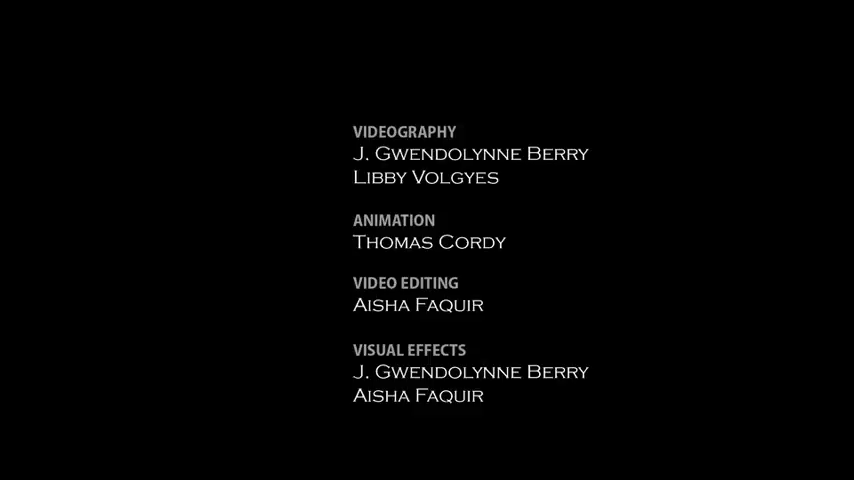 VIDEOGRAPHY
J. GWENDOLYNNE BERRY
LIBBY VOLGYES
ANIMATION
THOMAS CORDY
VIDEO EDITING
AISHA FAQUIR
VISUAL EFFECTS
J. GWENDOLYNNE BERRY
AISHA FAQUIR